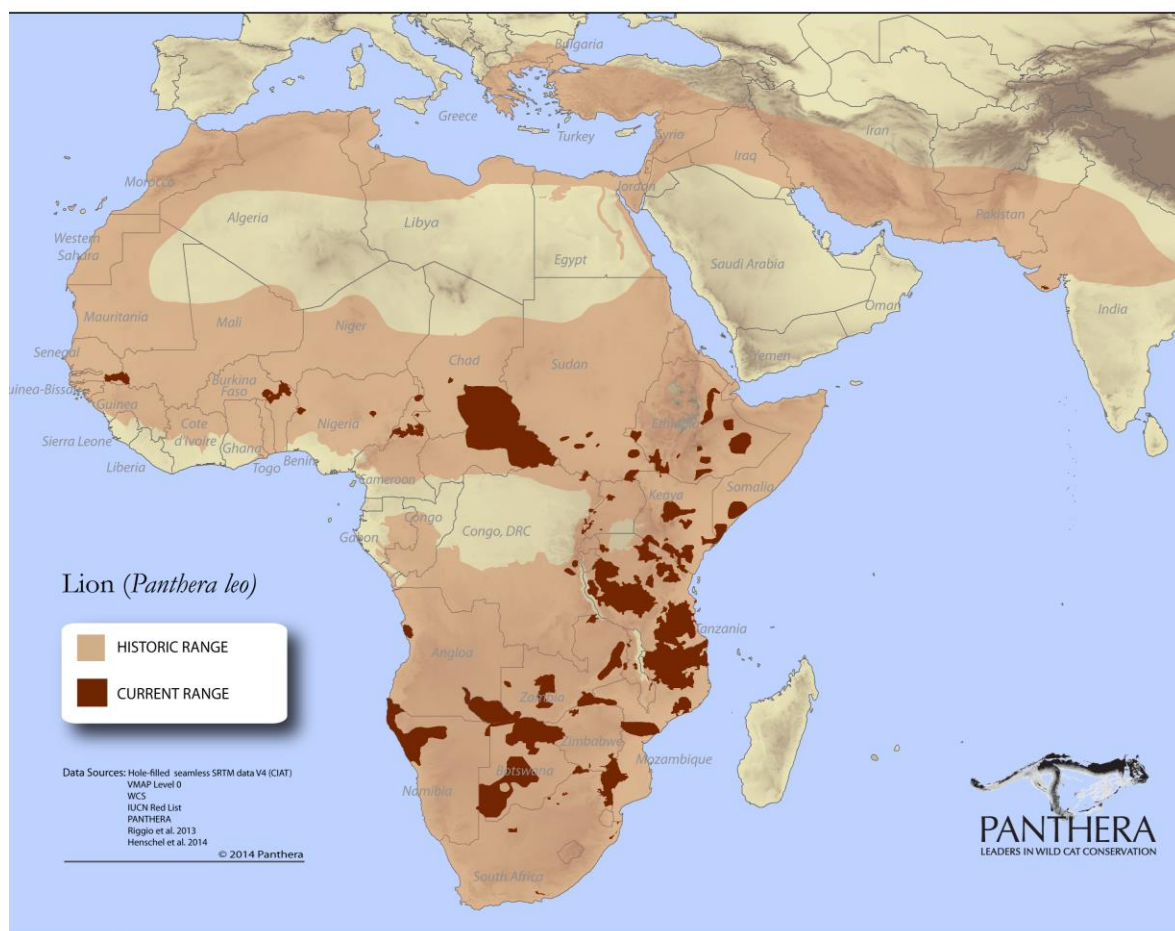 Bulgaria
Greece
Turkey
Syria
Iraq
Iran
Jordan
Pakistan
Morocco
Algeria
Libya
Egypt
Western
Sahara
Saudi Arabia
Oman
India
Mauritania
Mali
Niger
Chad
Sudan
Yemen
Senegal
uinea-Bissau
Guinea
Burkina
Faso
Cote
d'Ivoire
Ghana
Nigeria
Ethiopia
Sierra Leone
Liberia
Togo
Benin
Cameroon
Somalia
Kenya
Congo
Gabon
Congo, DRC
Tanzania
Angloa
Zambia
Zimbabwe
Mozambique
Namibia
Botswana
South Africa
Lion (Panthera leo)
HISTORIC RANGE
CURRENT RANGE
Data Sources: Hole-filled seamless SRTM data V4 (CIAT)
VMAP Level 0
WCS
IUCN Red List
PANTHERA
Riggio et al. 2013
Henschel et al. 2014
© 2014 Panthera
PANTHERA
LEADERS IN WILD CAT CONSERVATION